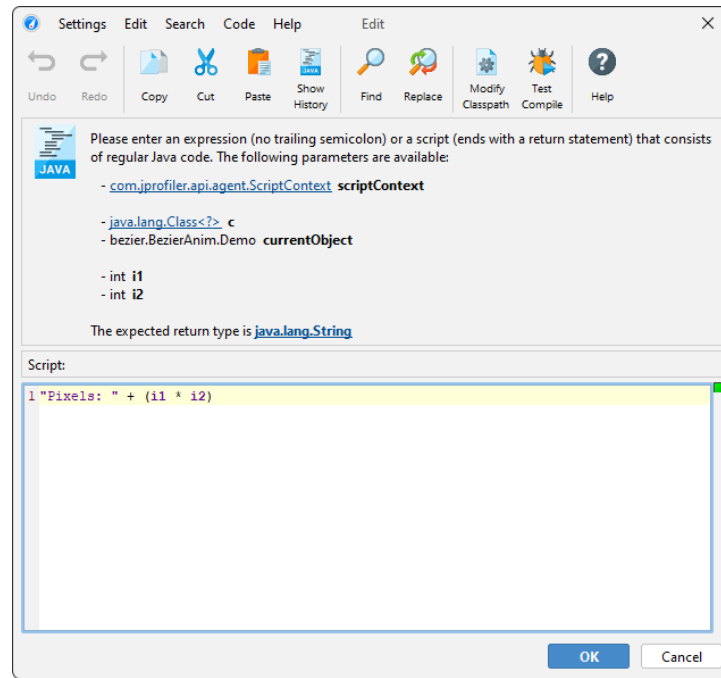 Settings Edit Search Code Help Edit
Undo Redo Copy Cut Paste Show History Find Replace Modify Classpath Test Compile Help
JAVA
JAVA
Please enter an expression (no trailing semicolon) or a script (ends with a return statement) that consists
of regular Java code. The following parameters are available:
- com.jprofiler.api.agent.ScriptContext scriptContext
- java.lang.Class<?> c
- bezier.BezierAnim.Demo currentObject
- int i1
- int i2
The expected return type is java.lang.String
Script:
1 "Pixels: " + (i1 * i2)
OK Cancel